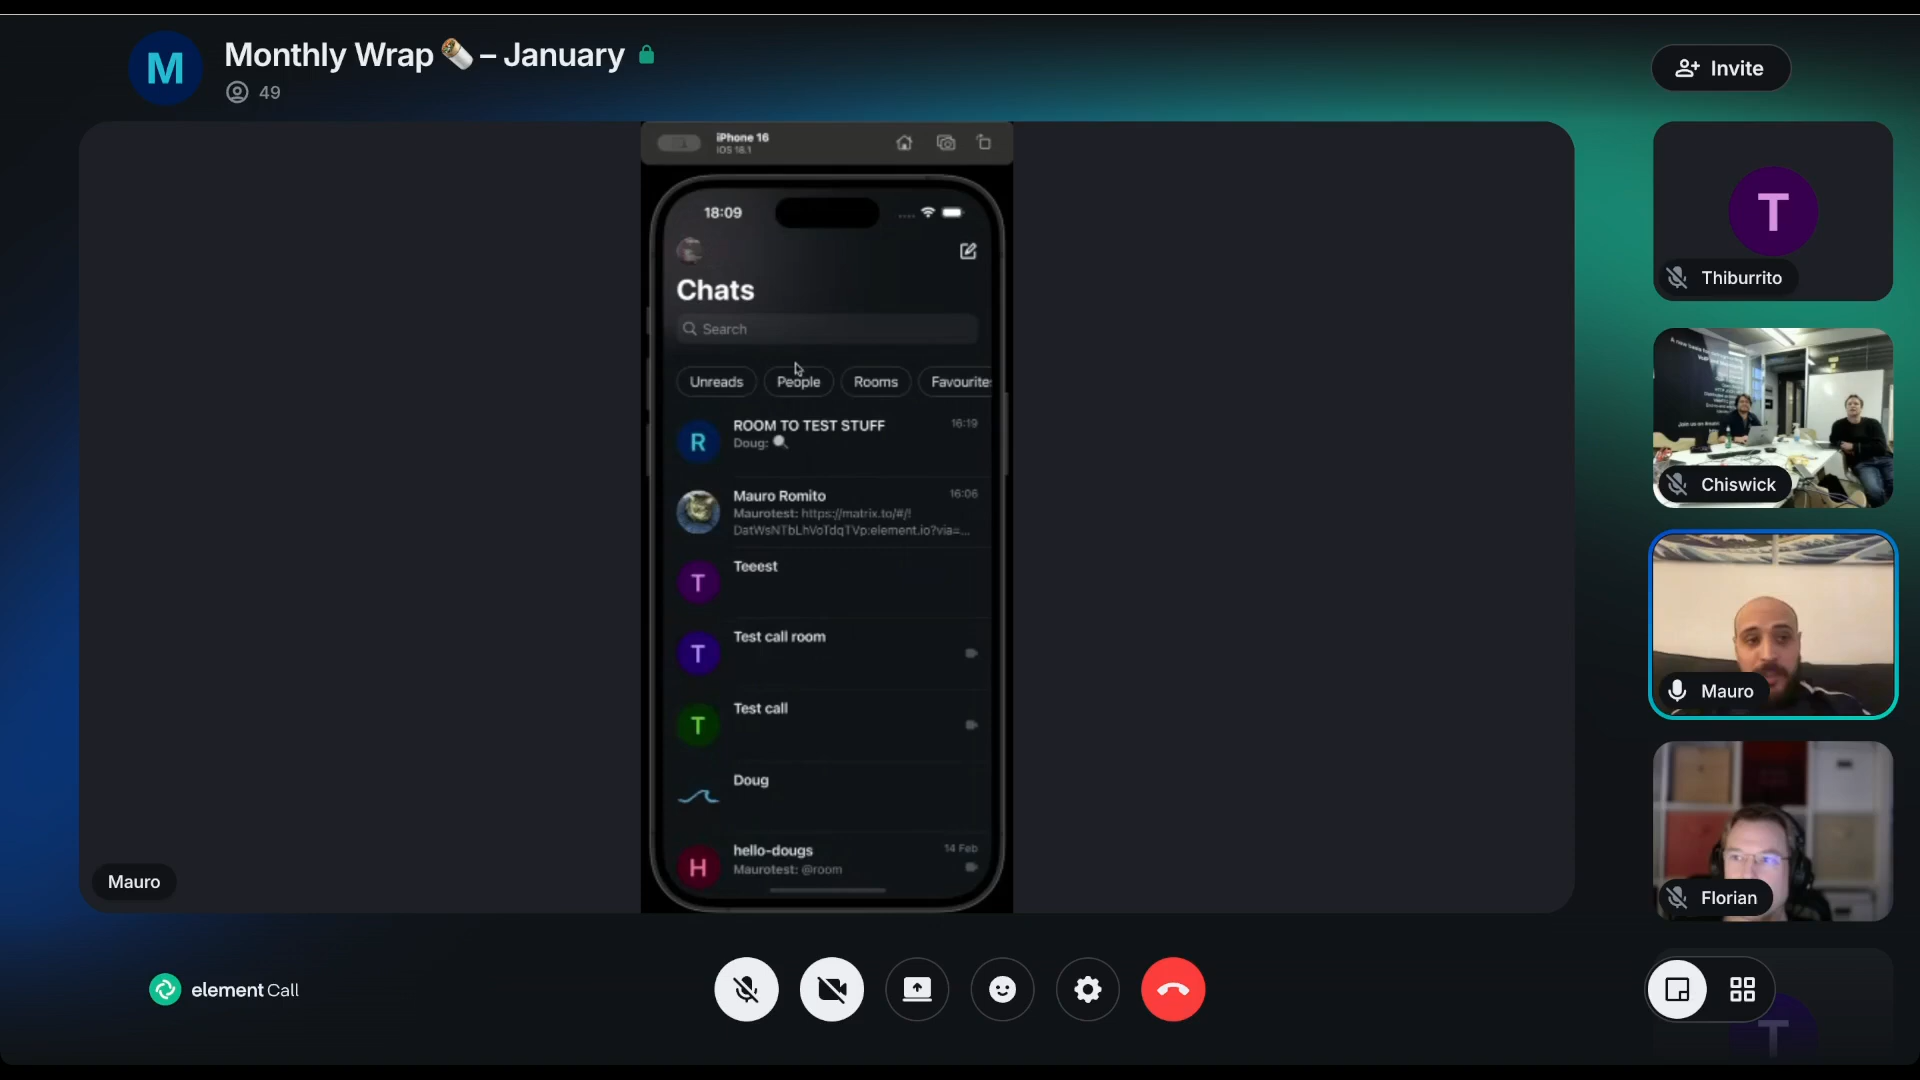 M
Monthly Wrap 🌯 – January
49
Invite
iPhone 16
iOS 18.1
18:09
Chats
Search
Unreads
People
Rooms
Favourites
R
ROOM TO TEST STUFF
16:19
Doug: 🔍
Mauro Romito
16:06
Maurotest: https://matrix.to/#/!
DatWsNTbLhVoTdqTVp:element.io?via=...
T
Teeest
T
Test call room
T
Test call
Doug
H
hello-dougs
14 Feb
Maurotest: @room
Mauro
T
Thiburrito
Chiswick
Mauro
Florian
T
element Call